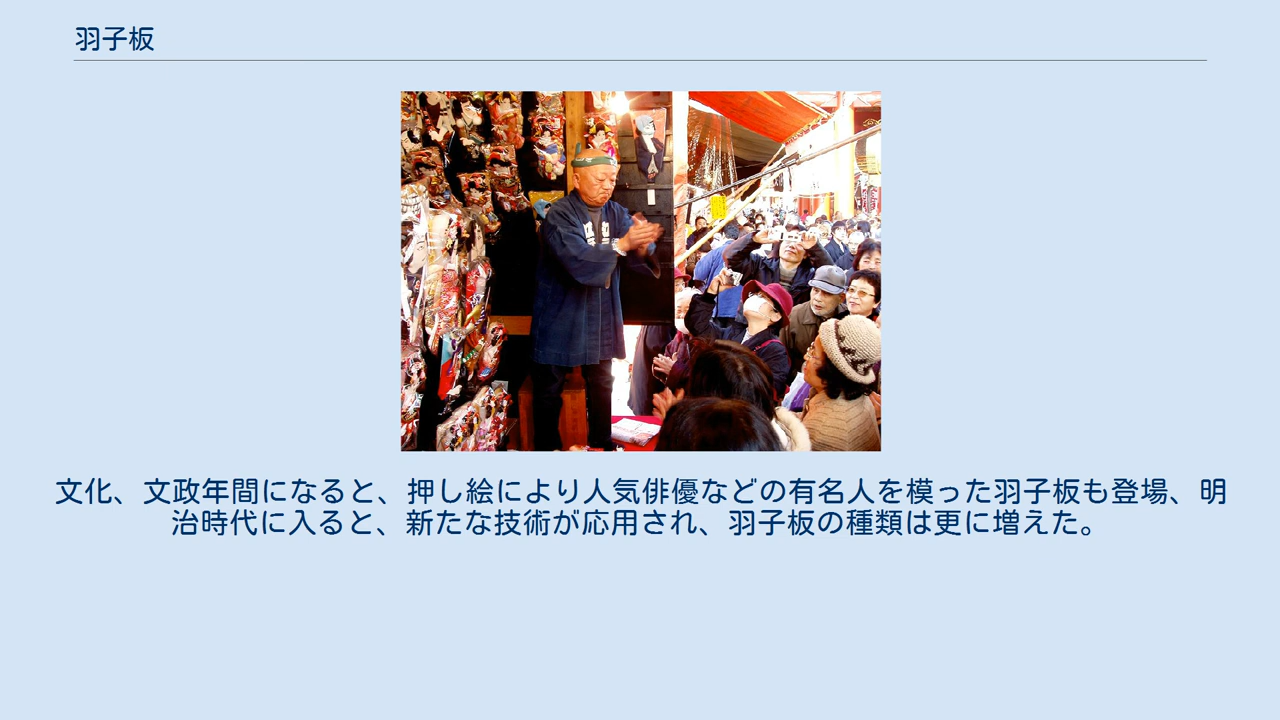 羽子板
文化、文政年間になると、押し絵により人気俳優などの有名人を模った羽子板も登場、明
治時代に入ると、新たな技術が応用され、羽子板の種類は更に増えた。